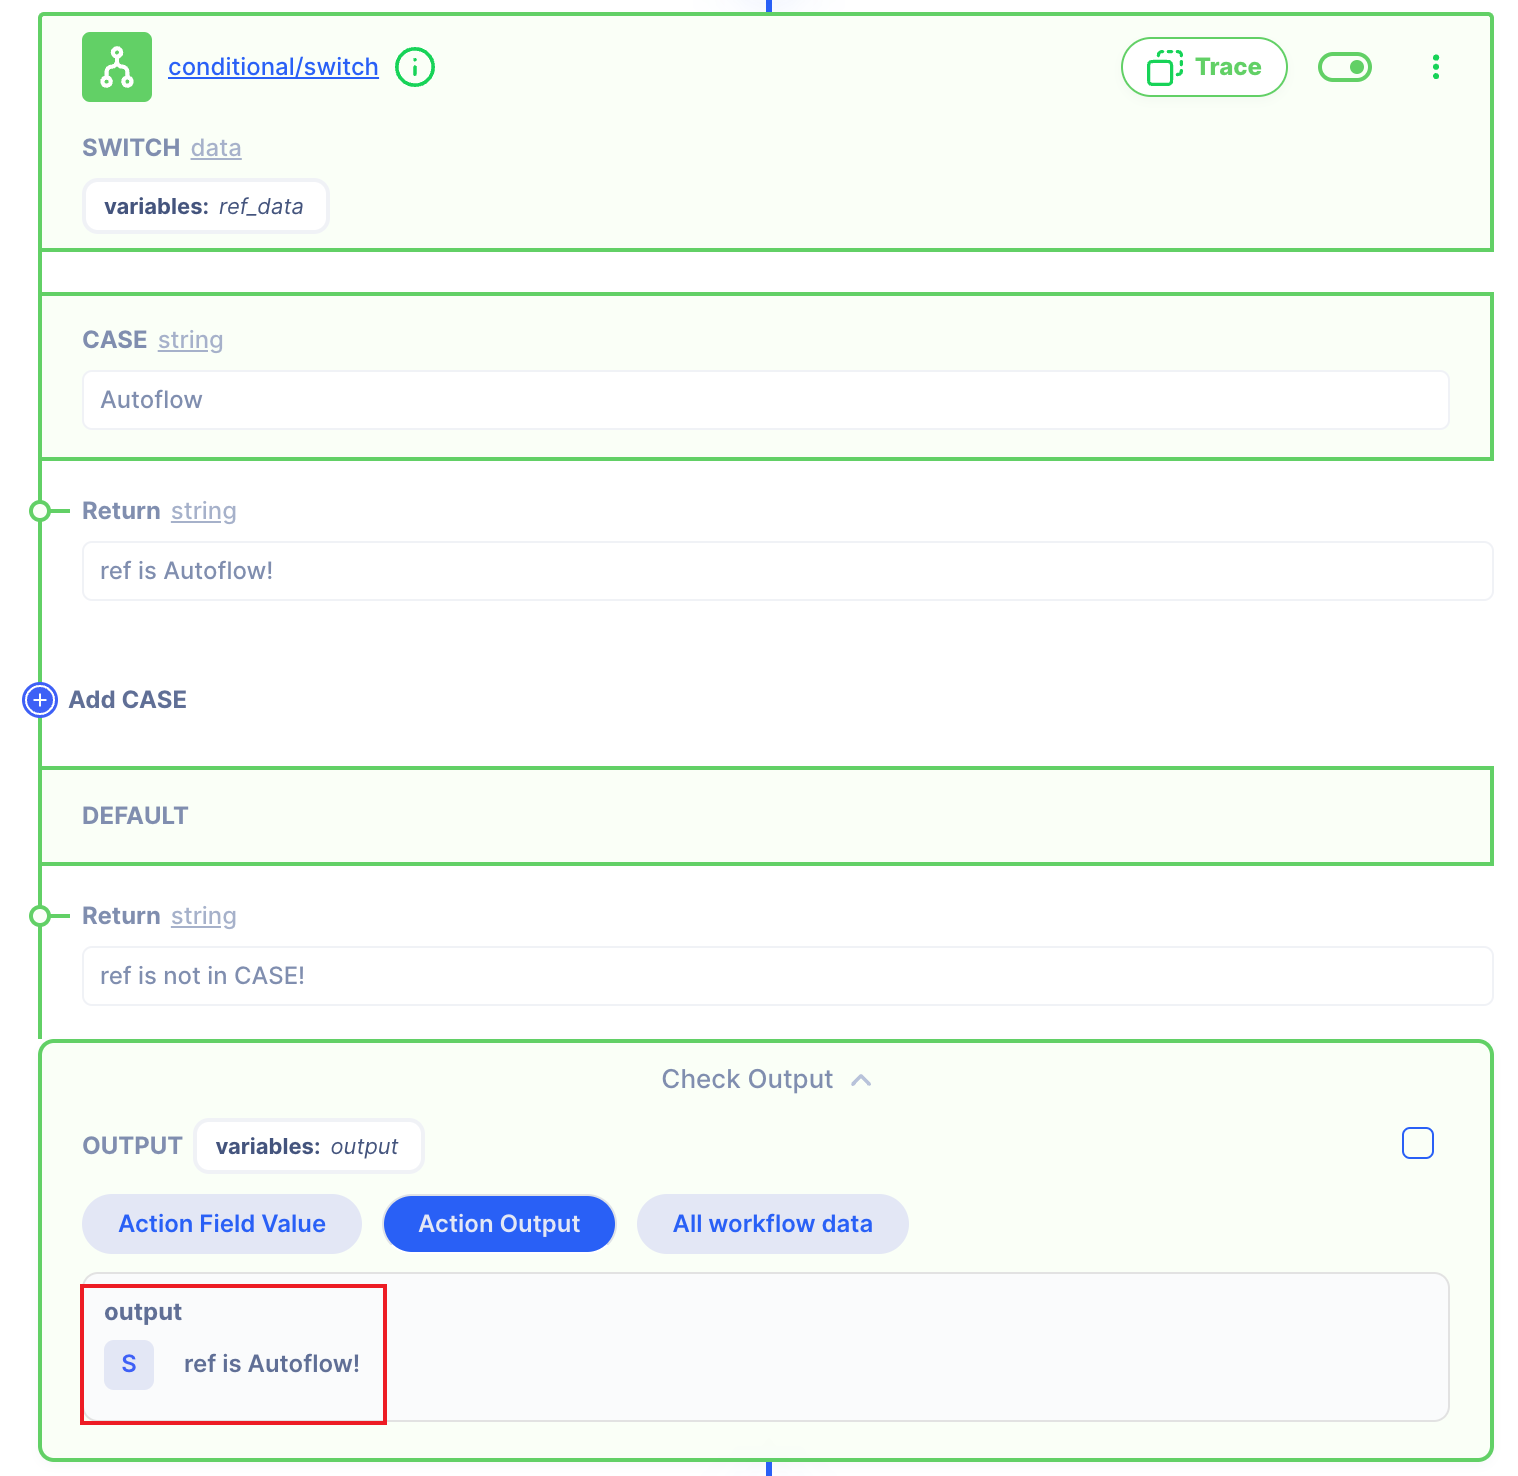 conditional/switch
Trace
SWITCH data
variables: ref_data
CASE string
Autoflow
Return string
ref is Autoflow!
Add CASE
DEFAULT
Return string
ref is not in CASE!
Check Output
OUTPUT variables: output
Action Field Value Action Output All workflow data
output
S ref is Autoflow!